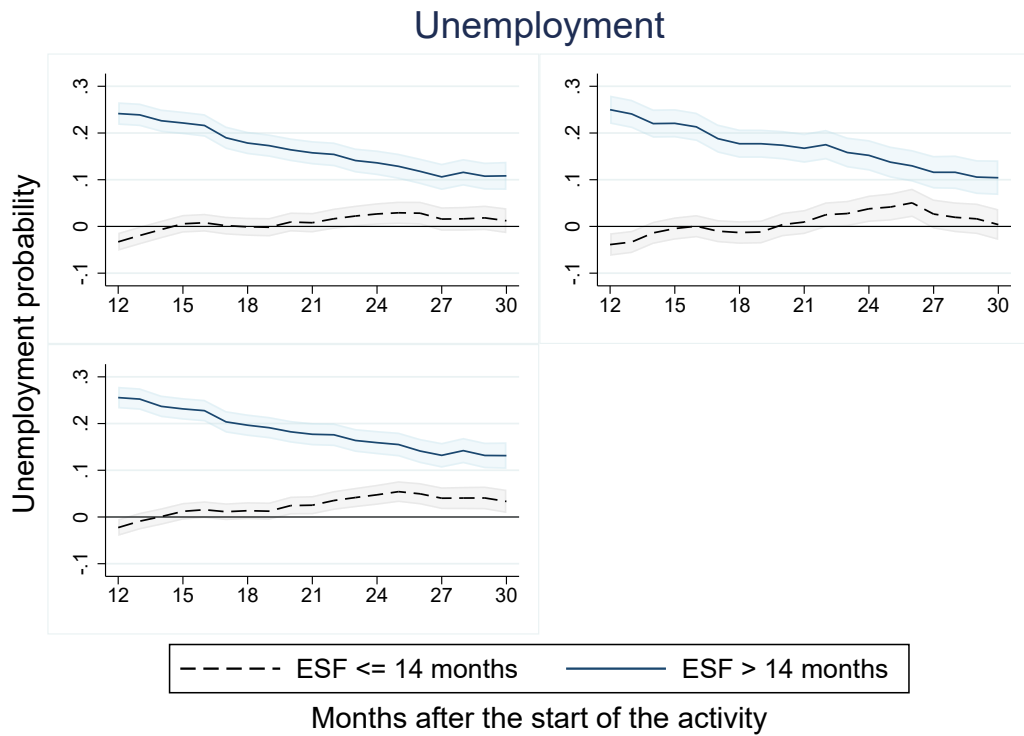 Unemployment
Unemployment probability
.3
.2
.1
0
-.1
12 15 18 21 24 27 30
.3
.2
.1
0
-.1
12 15 18 21 24 27 30
.3
.2
.1
0
-.1
12 15 18 21 24 27 30
ESF <= 14 months ESF > 14 months
Months after the start of the activity